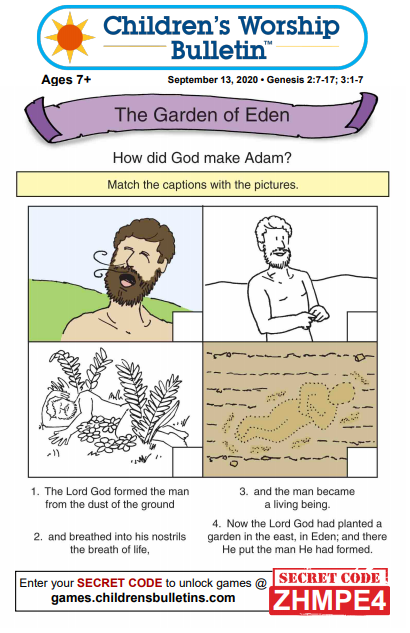 Children's Worship
Bulletin™
Ages 7+
September 13, 2020 • Genesis 2:7-17; 3:1-7
The Garden of Eden
How did God make Adam?
Match the captions with the pictures.
1. The Lord God formed the man
from the dust of the ground
2. and breathed into his nostrils
the breath of life,
3. and the man became
a living being.
4. Now the Lord God had planted a
garden in the east, in Eden; and there
He put the man He had formed.
Enter your SECRET CODE to unlock games @
games.childrensbulletins.com
SECRET CODE
ZHMPE4